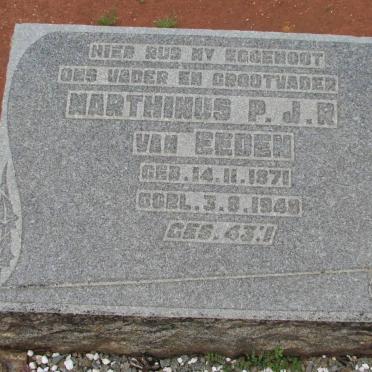 HIER RUS MY EGGENOOT
ONS VADER EN GROOTVADER
MARTHINUS P. J. R
VAN EEDEN
GEB. 14. 11. 1871
OORL. 3. 8. 1948
GES. 43:1